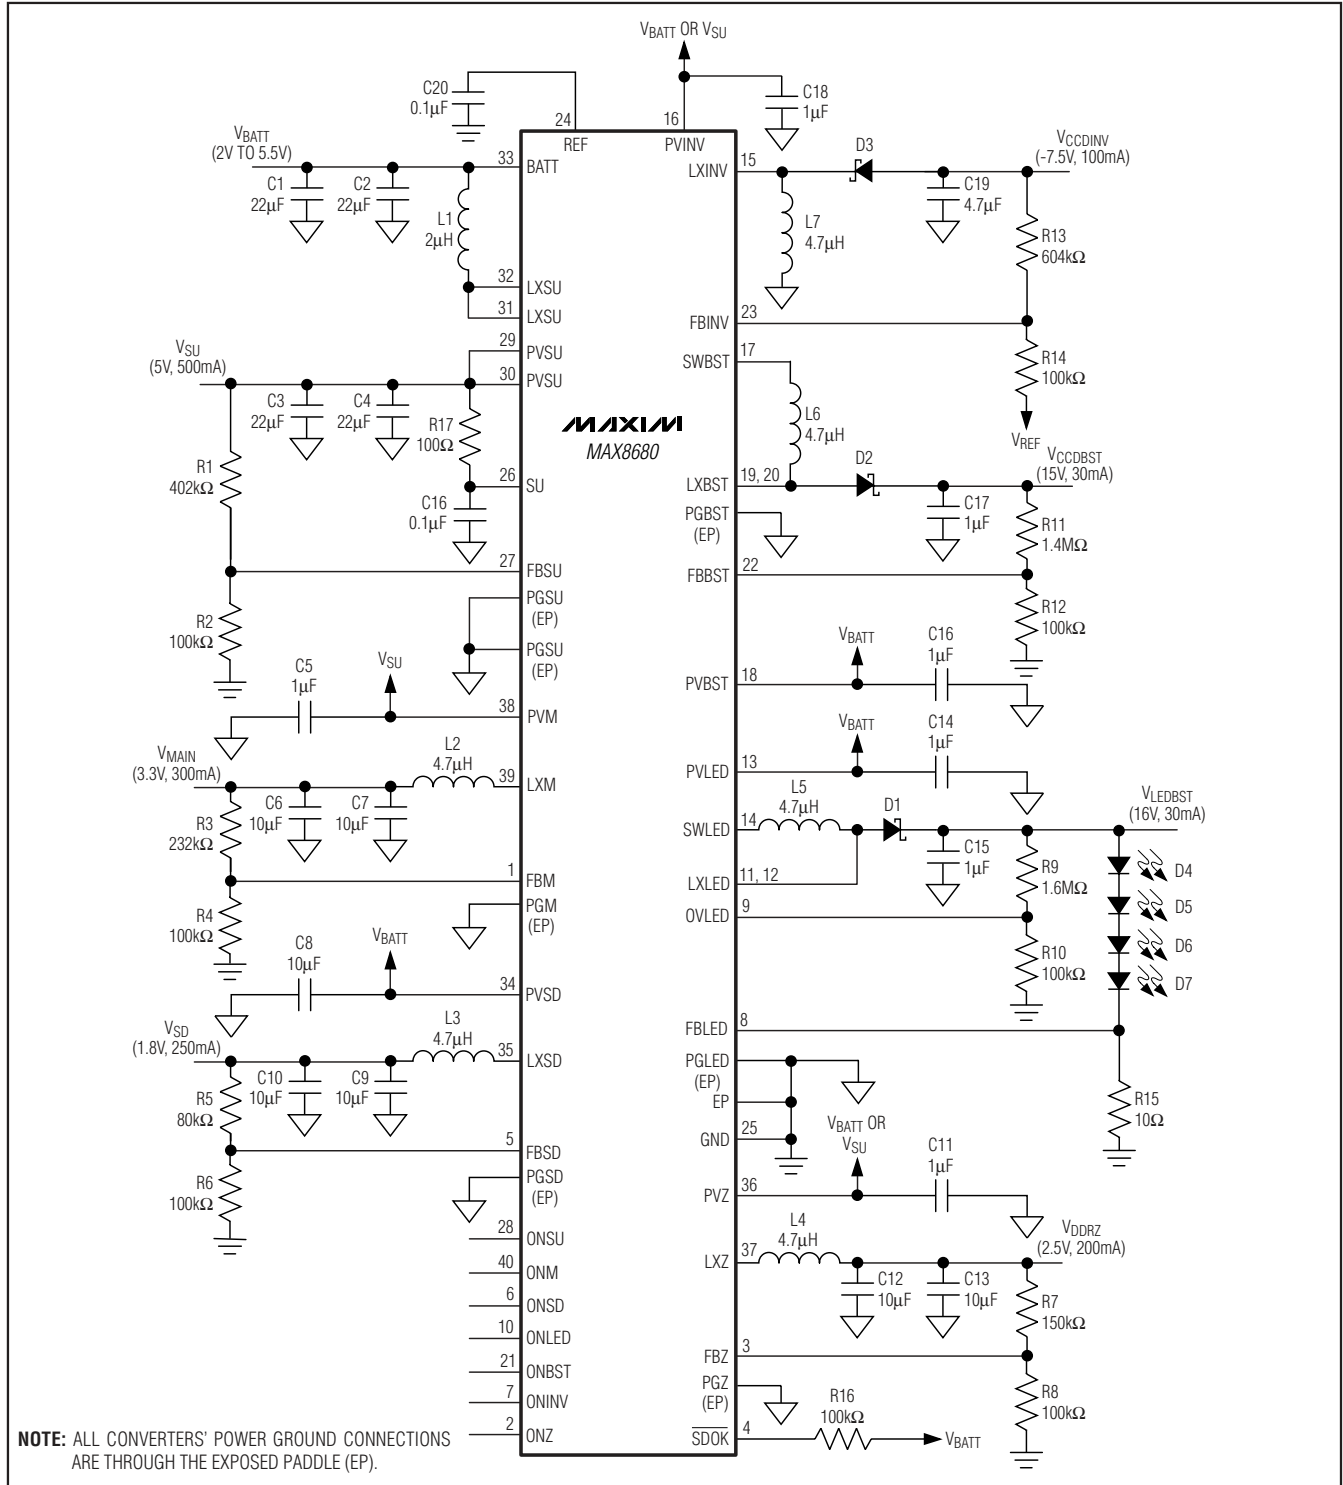 VBATT OR VSU
C20
0.1µF
C18
1µF
24
REF
16
PVINV
VBATT
(2V TO 5.5V)
33
BATT
C1
22µF
C2
22µF
L1
2µH
32
LXSU
31
LXSU
29
PVSU
30
PVSU
VSU
(5V, 500mA)
C3
22µF
C4
22µF
R17
100Ω
R1
402kΩ
26
SU
C16
0.1µF
27
FBSU
PGSU
(EP)
PGSU
(EP)
R2
100kΩ
C5
1µF
VSU
38
PVM
VMAIN
(3.3V, 300mA)
L2
4.7µH
39
LXM
C6
10µF
C7
10µF
R3
232kΩ
1
FBM
PGM
(EP)
R4
100kΩ
C8
10µF
VBATT
34
PVSD
VSD
(1.8V, 250mA)
L3
4.7µH
35
LXSD
C10
10µF
C9
10µF
R5
80kΩ
5
FBSD
PGSD
(EP)
R6
100kΩ
28
ONSU
40
ONM
6
ONSD
10
ONLED
21
ONBST
7
ONINV
2
ONZ
MAXIM
MAX8680
15
LXINV
D3
VCCDINV
(-7.5V, 100mA)
C19
4.7µF
L7
4.7µH
R13
604kΩ
23
FBINV
17
SWBST
R14
100kΩ
VREF
L6
4.7µH
19, 20
LXBST
D2
VCCDBST
(15V, 30mA)
PGBST
(EP)
C17
1µF
R11
1.4MΩ
22
FBBST
R12
100kΩ
VBATT
C16
1µF
18
PVBST
VBATT
C14
1µF
13
PVLED
L5
4.7µH
D1
VLEDBST
(16V, 30mA)
14
SWLED
C15
1µF
R9
1.6MΩ
D4
11, 12
LXLED
D5
9
OVLED
D6
R10
100kΩ
D7
8
FBLED
PGLED
(EP)
EP
R15
10Ω
25
GND
VBATT OR
VSU
C11
1µF
36
PVZ
L4
4.7µH
VDDRZ
(2.5V, 200mA)
37
LXZ
C12
10µF
C13
10µF
R7
150kΩ
3
FBZ
PGZ
(EP)
R8
100kΩ
R16
100kΩ
4
SDOK
VBATT
NOTE: ALL CONVERTERS' POWER GROUND CONNECTIONS
ARE THROUGH THE EXPOSED PADDLE (EP).